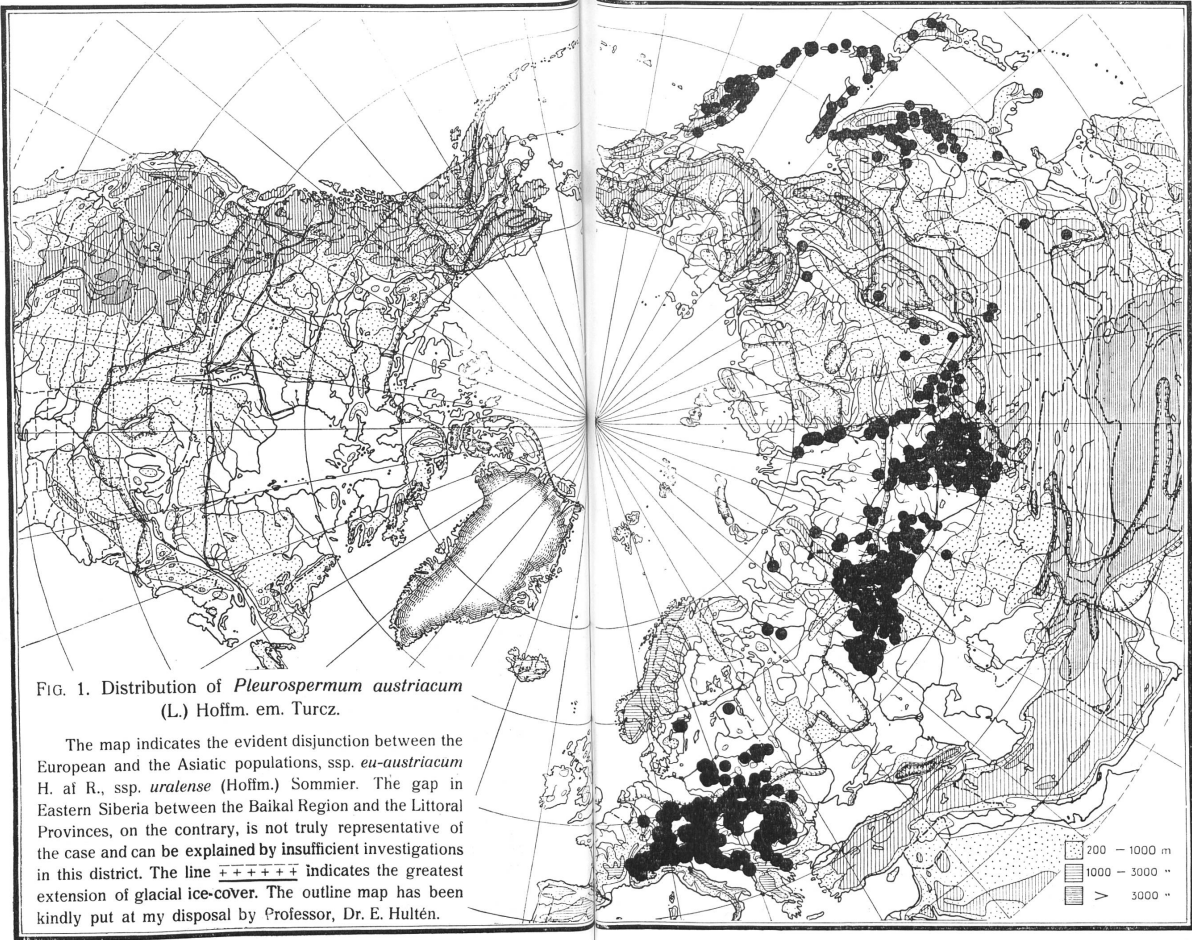 FIG. 1. Distribution of Pleurospermum austriacum
(L.) Hoffm. em. Turcz.
The map indicates the evident disjunction between the
European and the Asiatic populations, ssp. eu-austriacum
H. af R., ssp. uralense (Hoffm.) Sommier. The gap in
Eastern Siberia between the Baikal Region and the Littoral
Provinces, on the contrary, is not truly representative of
the case and can be explained by insufficient investigations
in this district. The line + + + + + + indicates the greatest
extension of glacial ice-cover. The outline map has been
kindly put at my disposal by Professor, Dr. E. Hultén.
200 – 1000 m
1000 – 3000 "
> 3000 "